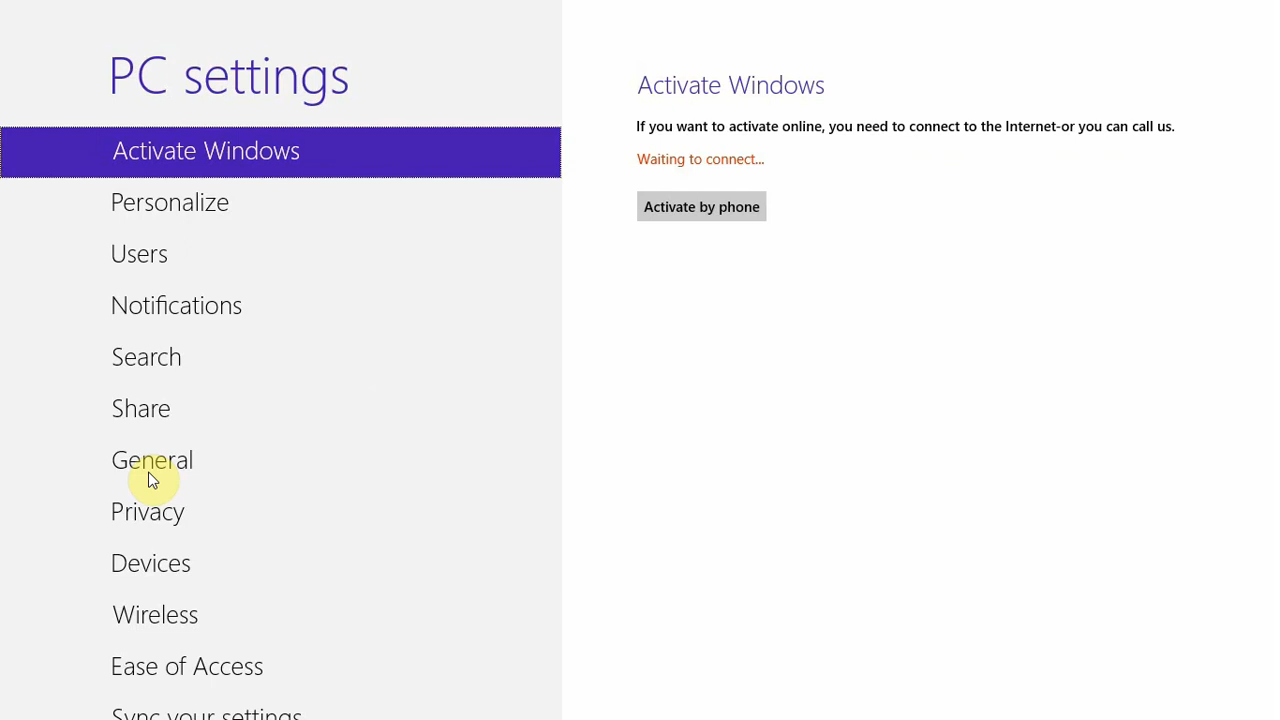 PC settings
Activate Windows
Personalize
Users
Notifications
Search
Share
General
Privacy
Devices
Wireless
Ease of Access
Sync your settings
Activate Windows
If you want to activate online, you need to connect to the Internet-or you can call us.
Waiting to connect...
Activate by phone